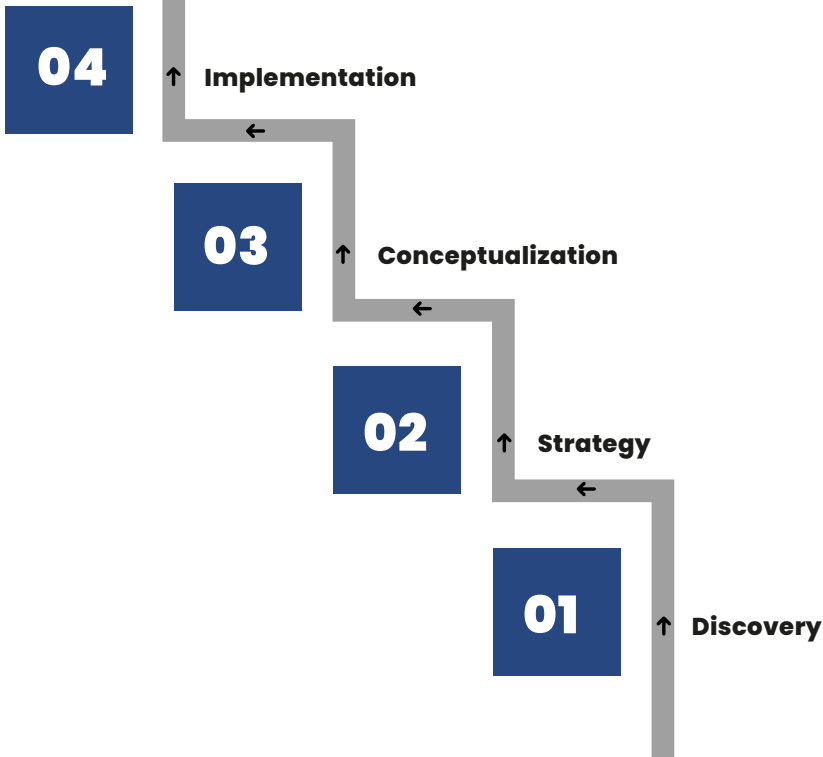 04
Implementation
03
Conceptualization
02
Strategy
01
Discovery